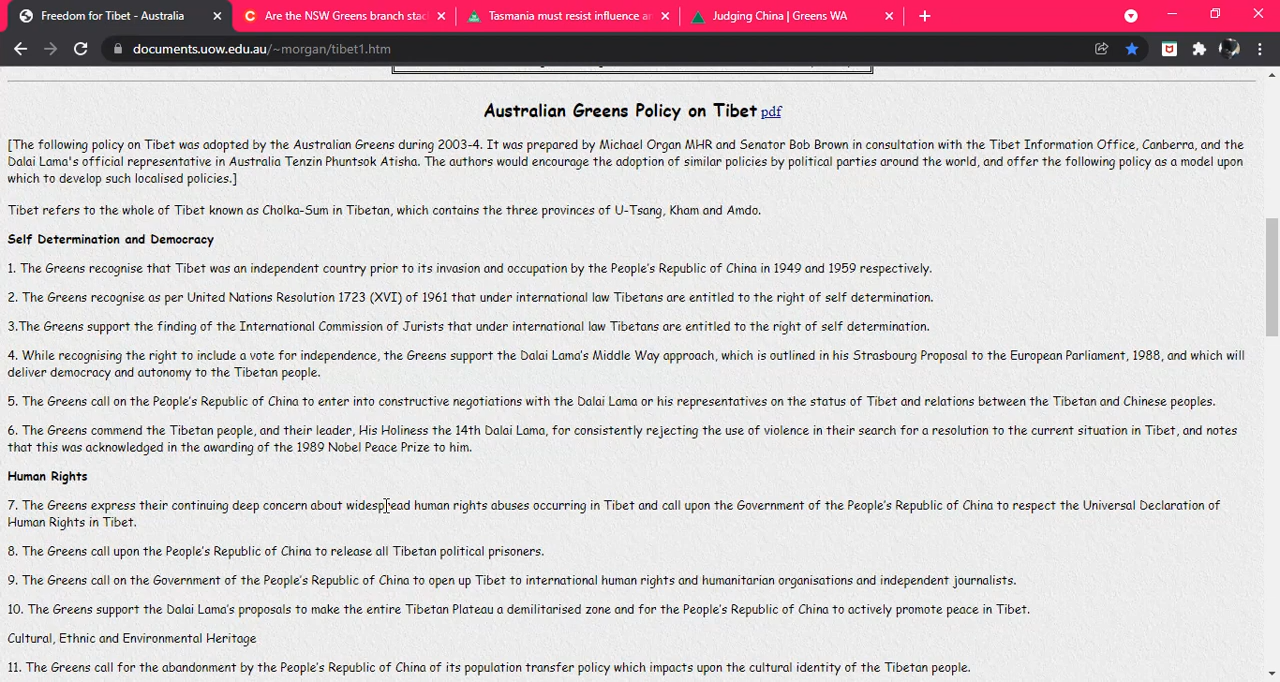 Freedom for Tibet - Australia
Are the NSW Greens branch stac
Tasmania must resist influence an
Judging China | Greens WA
documents.uow.edu.au/~morgan/tibet1.htm
Australian Greens Policy on Tibet pdf
[The following policy on Tibet was adopted by the Australian Greens during 2003-4. It was prepared by Michael Organ MHR and Senator Bob Brown in consultation with the Tibet Information Office, Canberra, and the
Dalai Lama's official representative in Australia Tenzin Phuntsok Atisha. The authors would encourage the adoption of similar policies by political parties around the world, and offer the following policy as a model upon
which to develop such localised policies.]
Tibet refers to the whole of Tibet known as Cholka-Sum in Tibetan, which contains the three provinces of U-Tsang, Kham and Amdo.
Self Determination and Democracy
1. The Greens recognise that Tibet was an independent country prior to its invasion and occupation by the People's Republic of China in 1949 and 1959 respectively.
2. The Greens recognise as per United Nations Resolution 1723 (XVI) of 1961 that under international law Tibetans are entitled to the right of self determination.
3.The Greens support the finding of the International Commission of Jurists that under international law Tibetans are entitled to the right of self determination.
4. While recognising the right to include a vote for independence, the Greens support the Dalai Lama's Middle Way approach, which is outlined in his Strasbourg Proposal to the European Parliament, 1988, and which will
deliver democracy and autonomy to the Tibetan people.
5. The Greens call on the People's Republic of China to enter into constructive negotiations with the Dalai Lama or his representatives on the status of Tibet and relations between the Tibetan and Chinese peoples.
6. The Greens commend the Tibetan people, and their leader, His Holiness the 14th Dalai Lama, for consistently rejecting the use of violence in their search for a resolution to the current situation in Tibet, and notes
that this was acknowledged in the awarding of the 1989 Nobel Peace Prize to him.
Human Rights
7. The Greens express their continuing deep concern about widespread human rights abuses occurring in Tibet and call upon the Government of the People's Republic of China to respect the Universal Declaration of
Human Rights in Tibet.
8. The Greens call upon the People's Republic of China to release all Tibetan political prisoners.
9. The Greens call on the Government of the People's Republic of China to open up Tibet to international human rights and humanitarian organisations and independent journalists.
10. The Greens support the Dalai Lama's proposals to make the entire Tibetan Plateau a demilitarised zone and for the People's Republic of China to actively promote peace in Tibet.
Cultural, Ethnic and Environmental Heritage
11. The Greens call for the abandonment by the People's Republic of China of its population transfer policy which impacts upon the cultural identity of the Tibetan people.